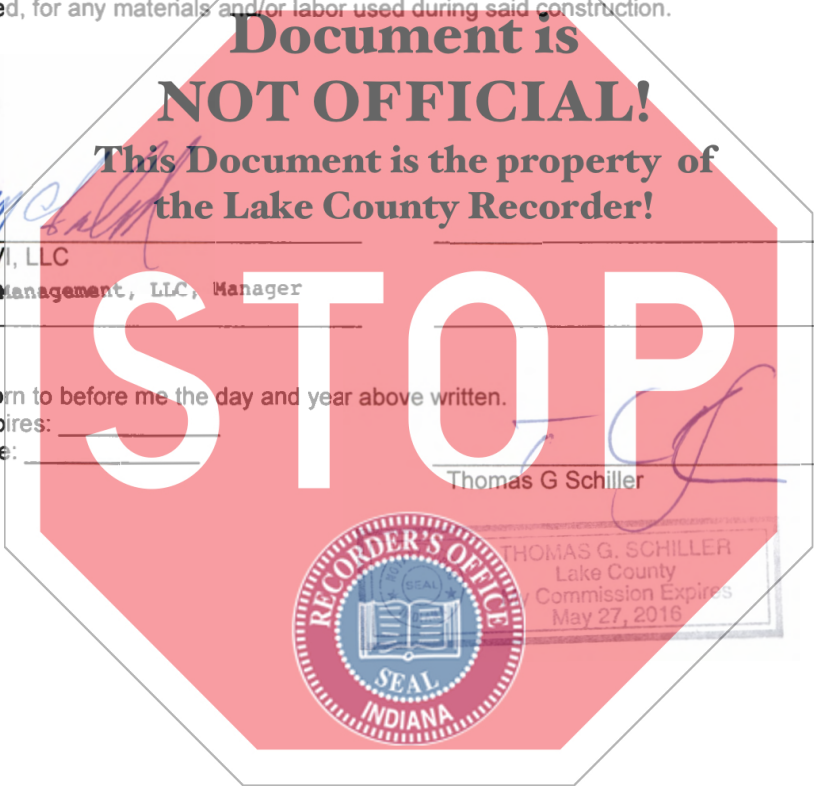 ed, for any materials and/or labor used during said construction.
Document is
NOT OFFICIAL!
This Document is the property of
the Lake County Recorder!
I, LLC
Management, LLC, Manager
STOP
rn to before me the day and year above written.
ires:
e:
Thomas G Schiller
THOMAS G. SCHILLER
Lake County
Commission Expires
May 27, 2016
RECORDER'S OFFICE
SEAL
SEAL
INDIANA